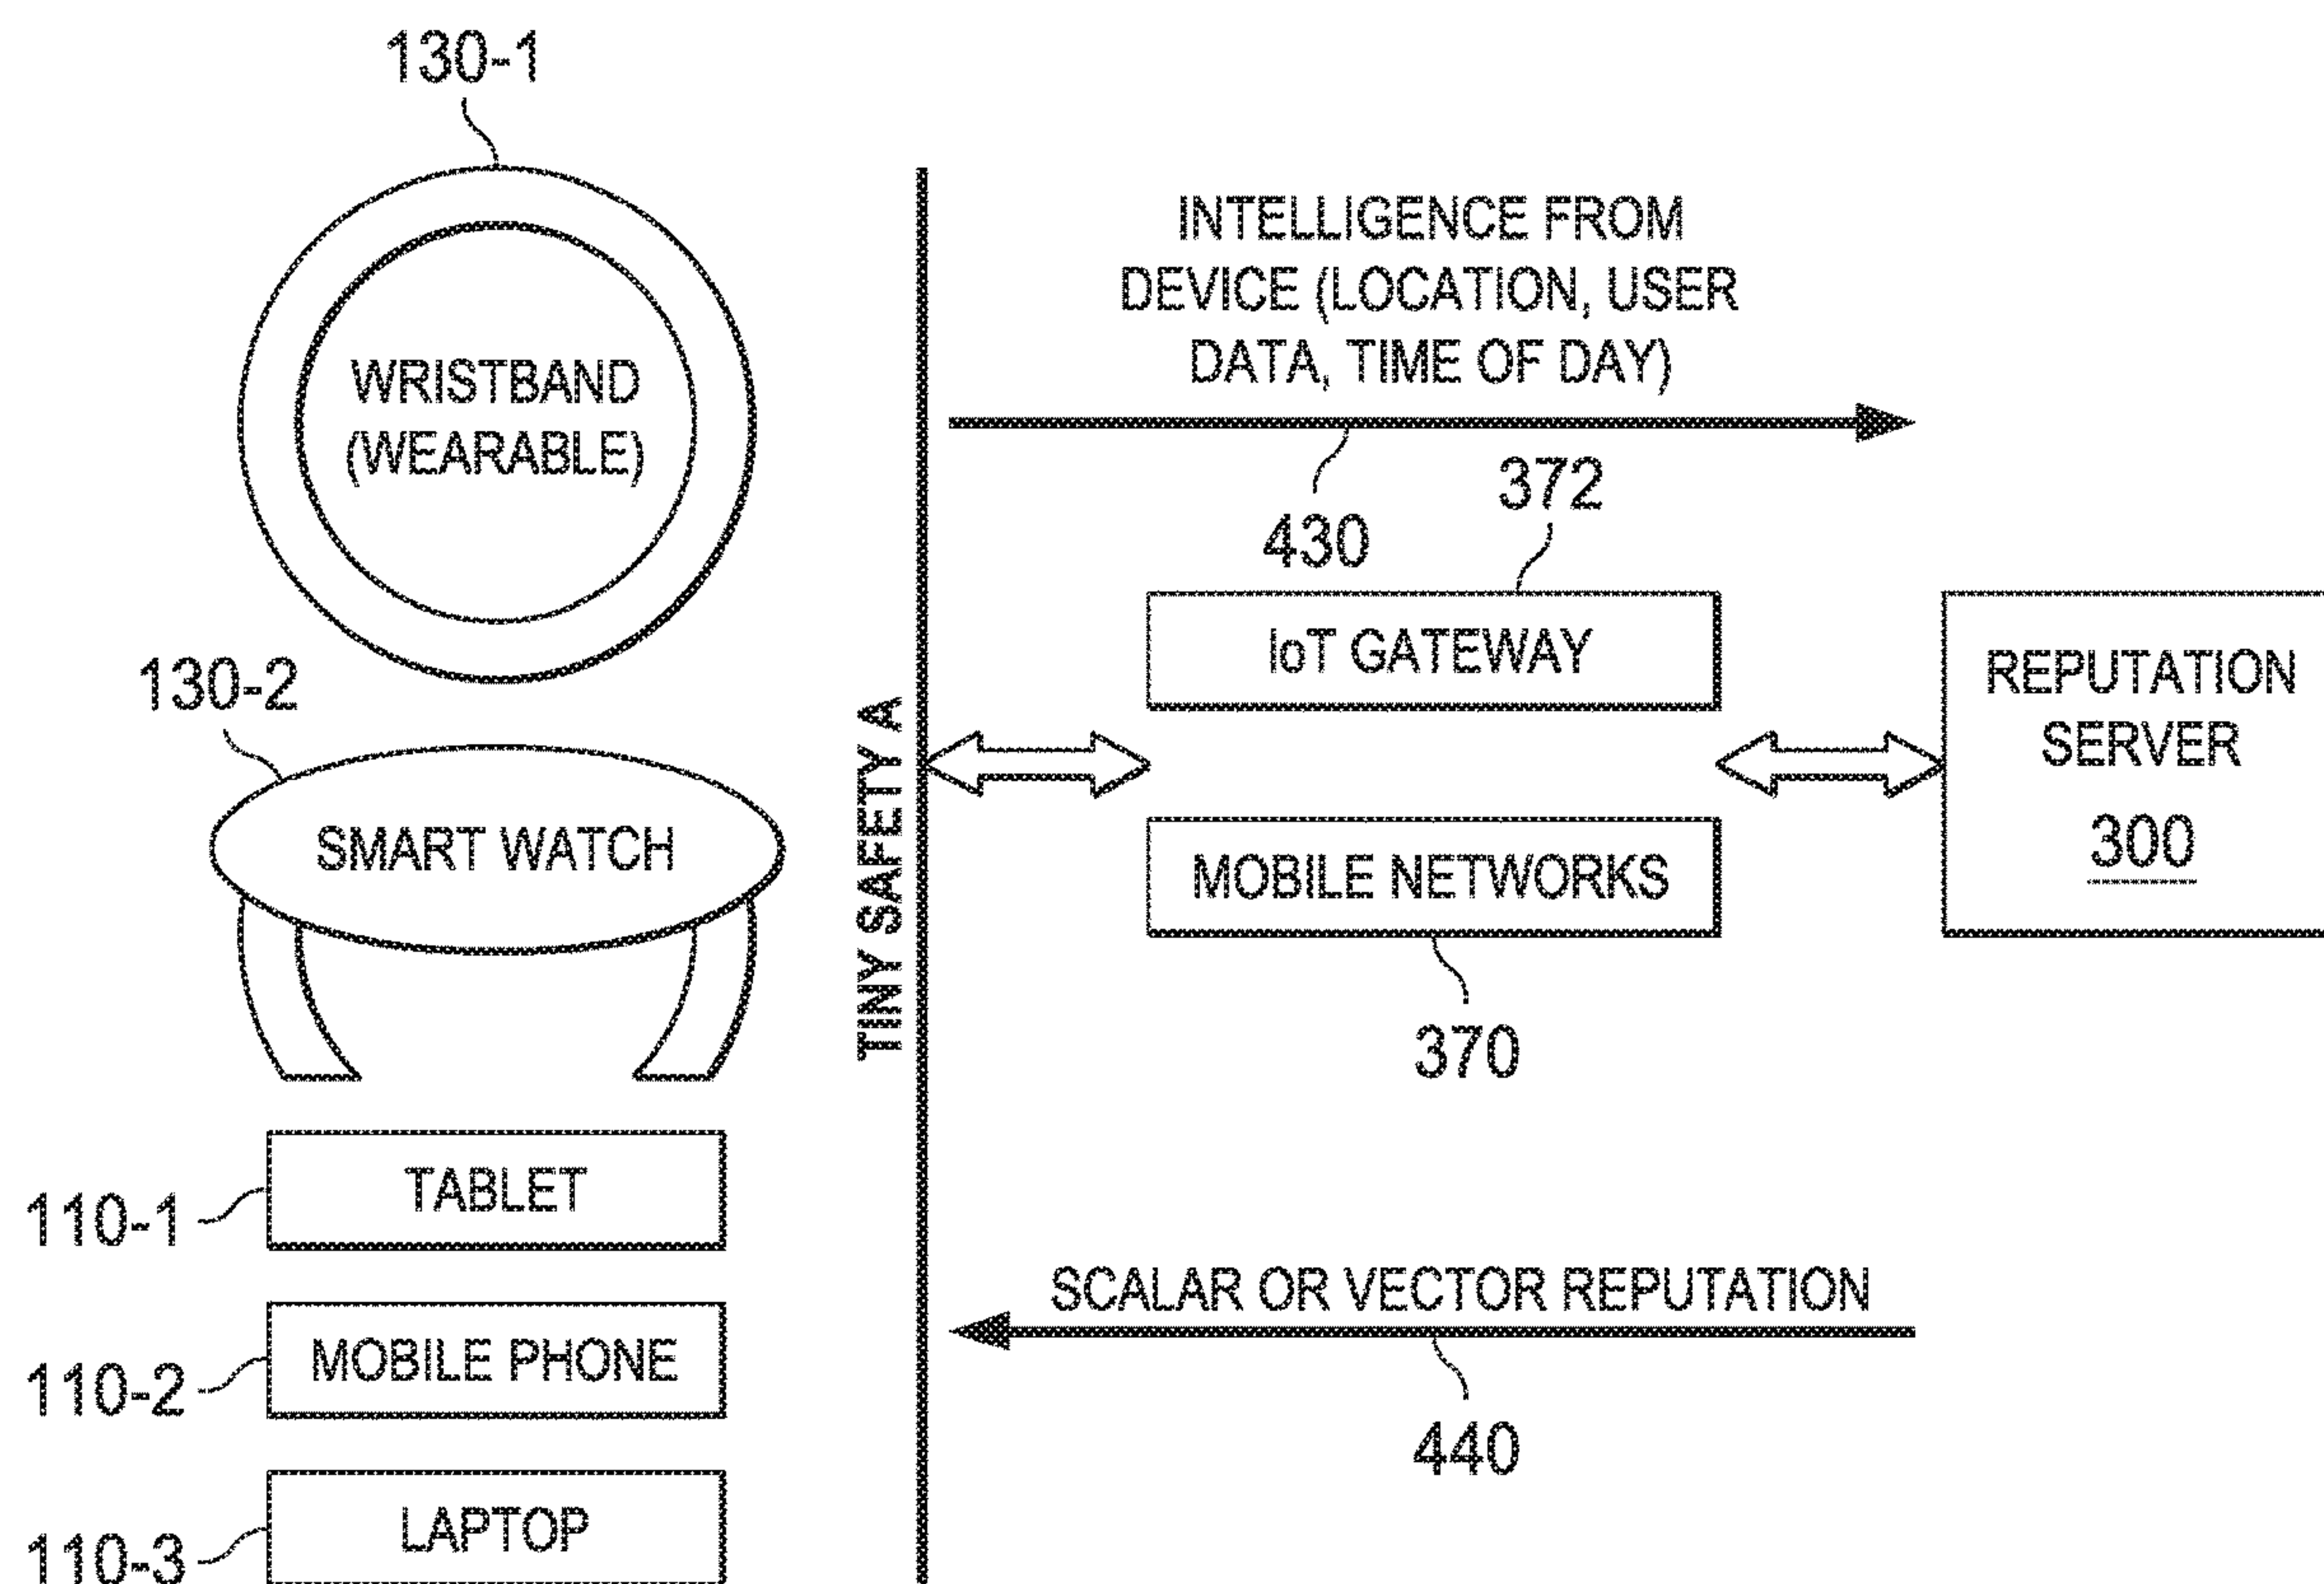 130-1
WRISTBAND
(WEARABLE)
130-2
SMART WATCH
110-1
TABLET
110-2
MOBILE PHONE
110-3
LAPTOP
TINY SAFETY A
INTELLIGENCE FROM
DEVICE (LOCATION, USER
DATA, TIME OF DAY)
430
372
IoT GATEWAY
MOBILE NETWORKS
370
REPUTATION
SERVER
300
SCALAR OR VECTOR REPUTATION
440